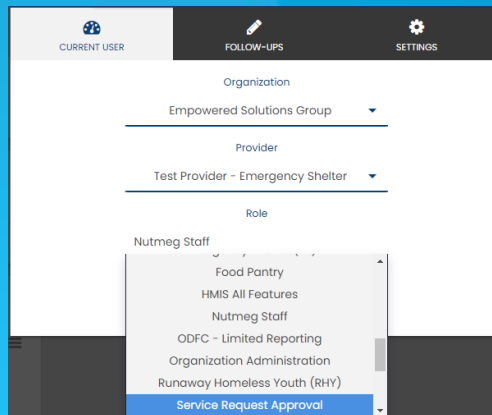 CURRENT USER
FOLLOW-UPS
SETTINGS
Organization
Empowered Solutions Group
Provider
Test Provider - Emergency Shelter
Role
Nutmeg Staff
Food Pantry
HMIS All Features
Nutmeg Staff
ODFC - Limited Reporting
Organization Administration
Runaway Homeless Youth (RHY)
Service Request Approval